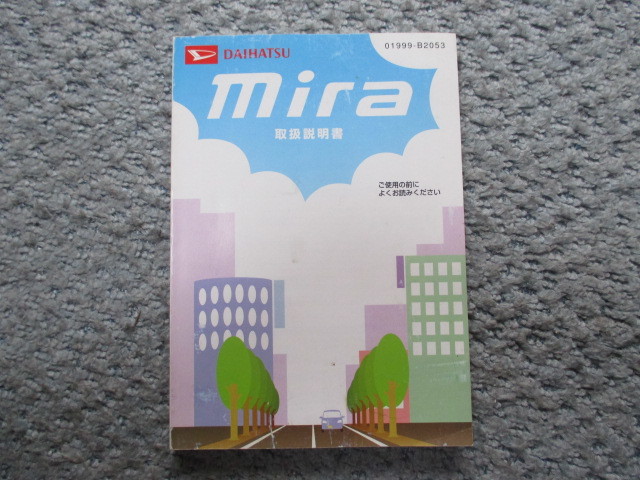 DAIHATSU
01999-B2053
mira
取扱説明書
ご使用の前に
よくお読みください